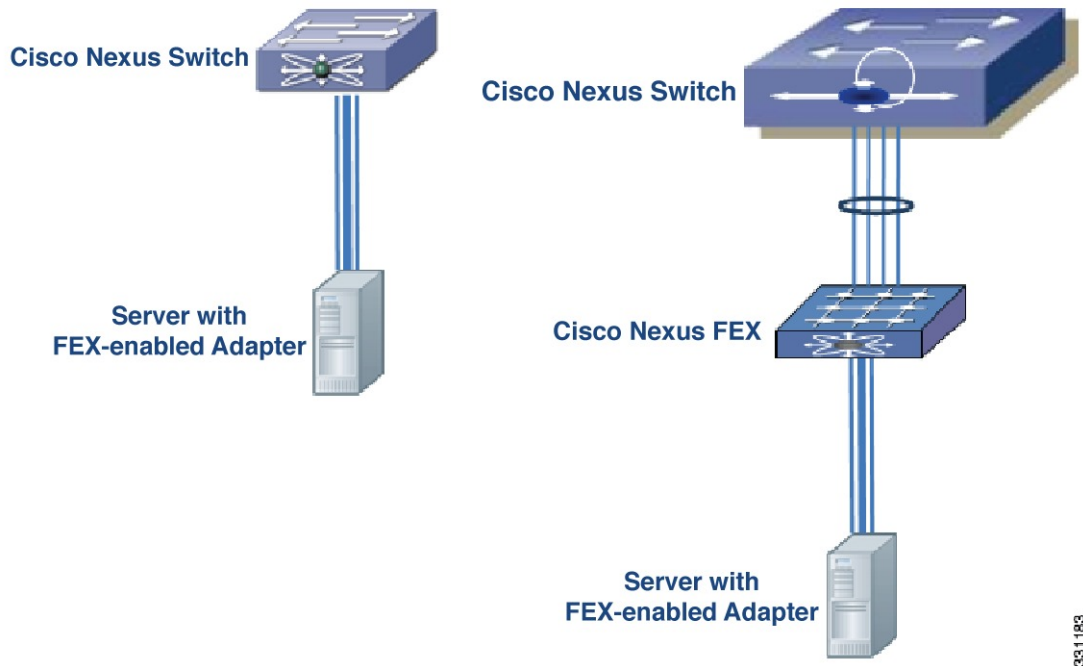 Cisco Nexus Switch
Server with
FEX-enabled Adapter
Cisco Nexus Switch
Cisco Nexus FEX
Server with
FEX-enabled Adapter
331183